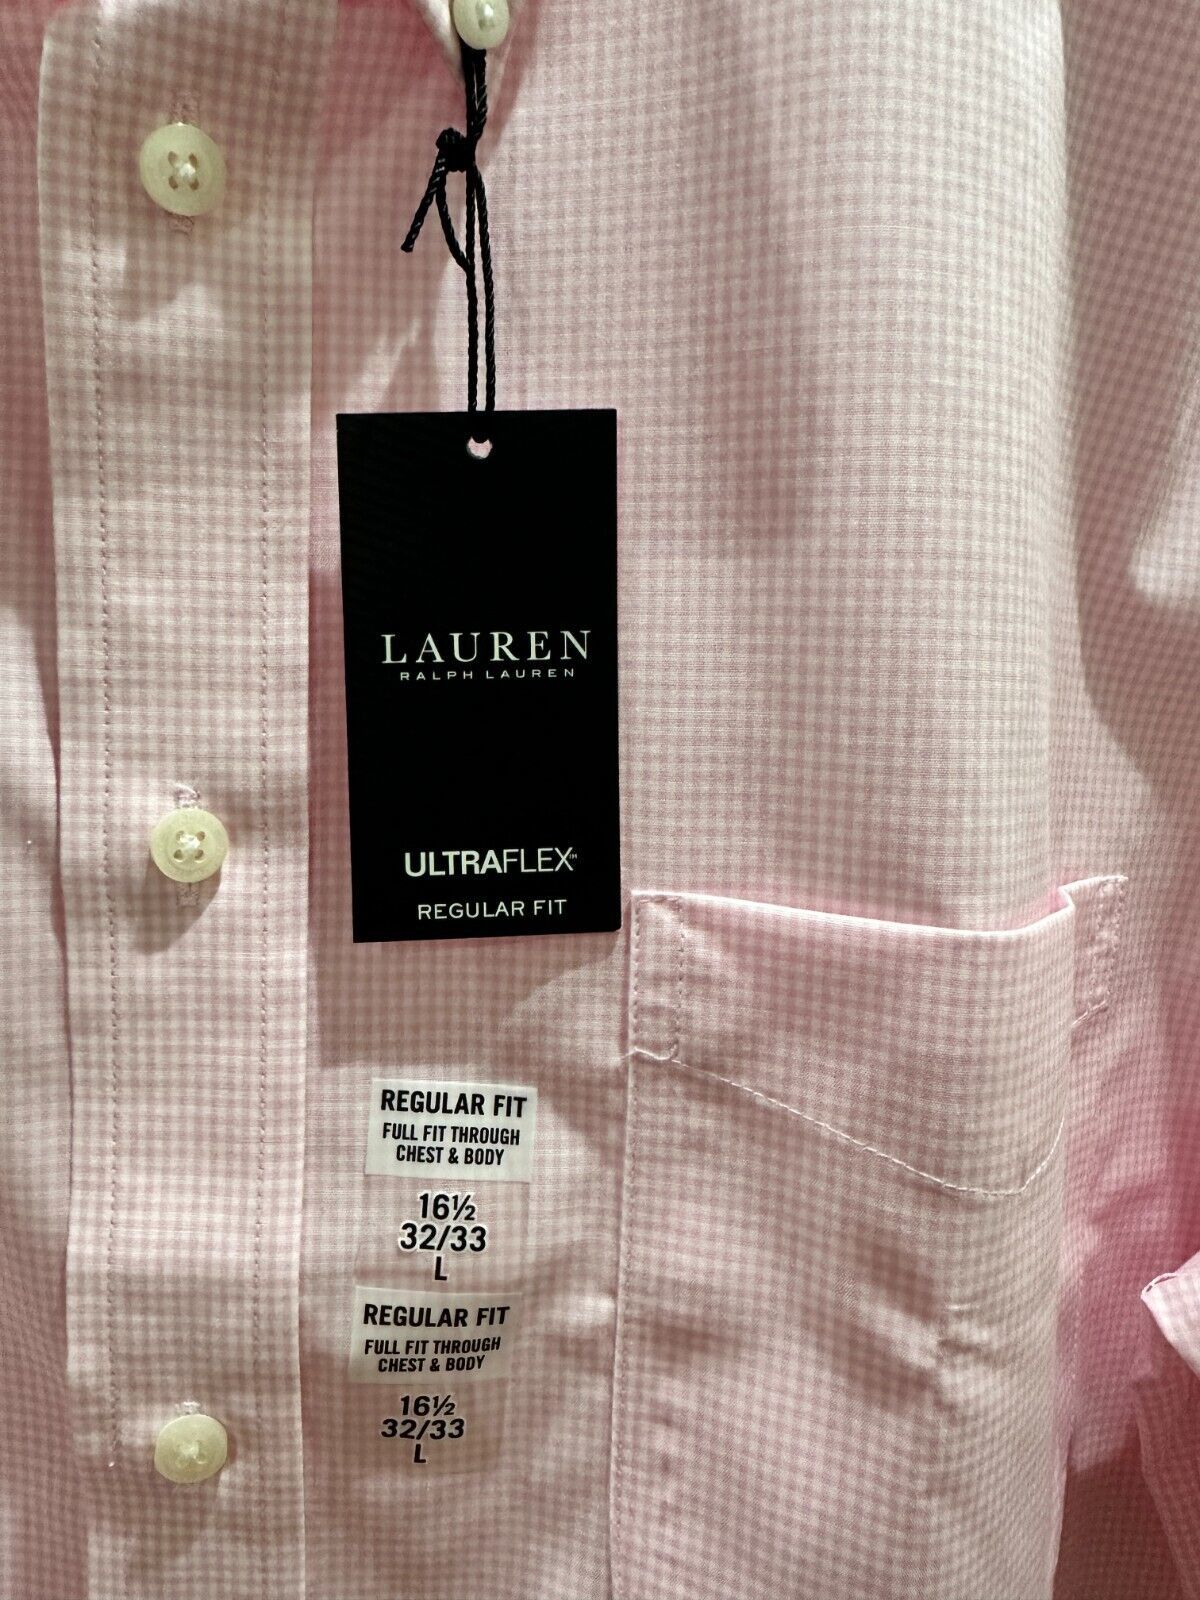 LAUREN
RALPH LAUREN
ULTRAFLEX™
REGULAR FIT
REGULAR FIT
FULL FIT THROUGH
CHEST & BODY
16½
32/33
L
REGULAR FIT
FULL FIT THROUGH
CHEST & BODY
16½
32/33
L